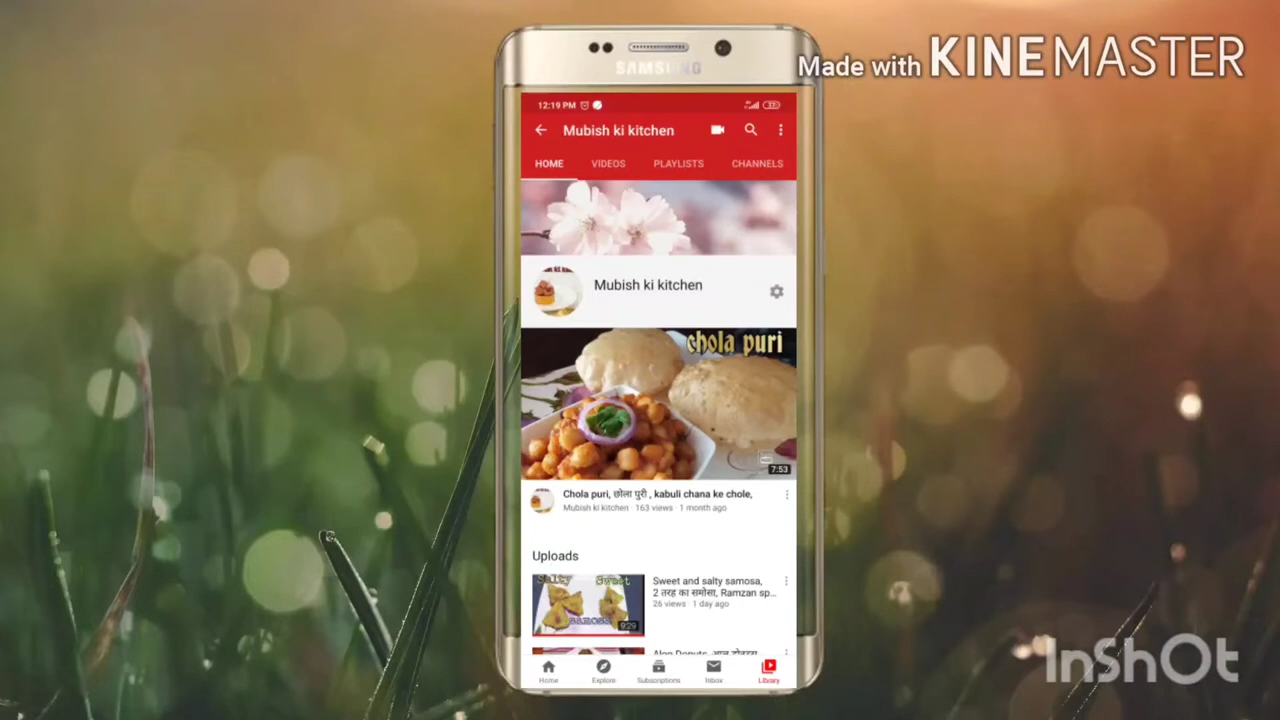 Made with KINEMASTER
SAMSUNG
12:19 PM
37
Mubish ki kitchen
HOME VIDEOS PLAYLISTS CHANNELS
Mubish ki kitchen
chola puri
7:53
Chola puri, छोला पुरी , kabuli chana ke chole,
Mubish ki kitchen · 163 views · 1 month ago
Uploads
Salty Sweet
samosa
9:29
Sweet and salty samosa,
2 तरह का समोसा, Ramzan sp...
26 views · 1 day ago
Home Explore Subscriptions Inbox Library
InShOt